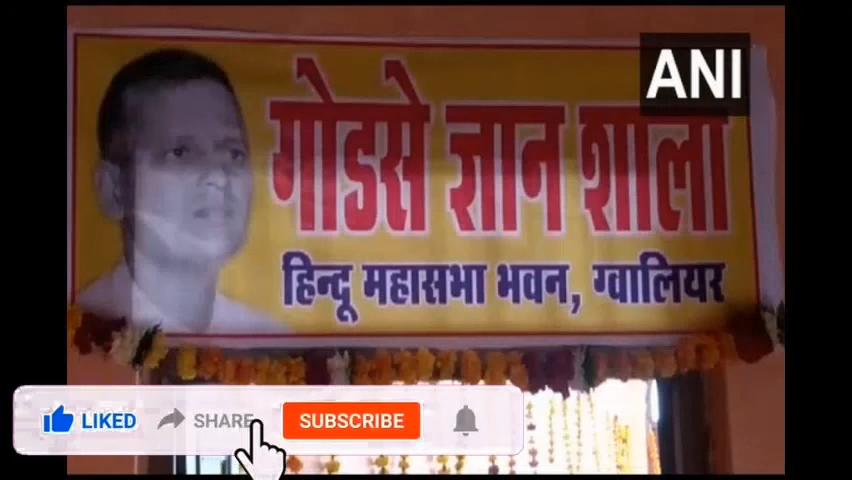 ANI
गोडसे ज्ञान शाला
हिन्दू महासभा भवन, ग्वालियर
LIKED
SHARE
SUBSCRIBE